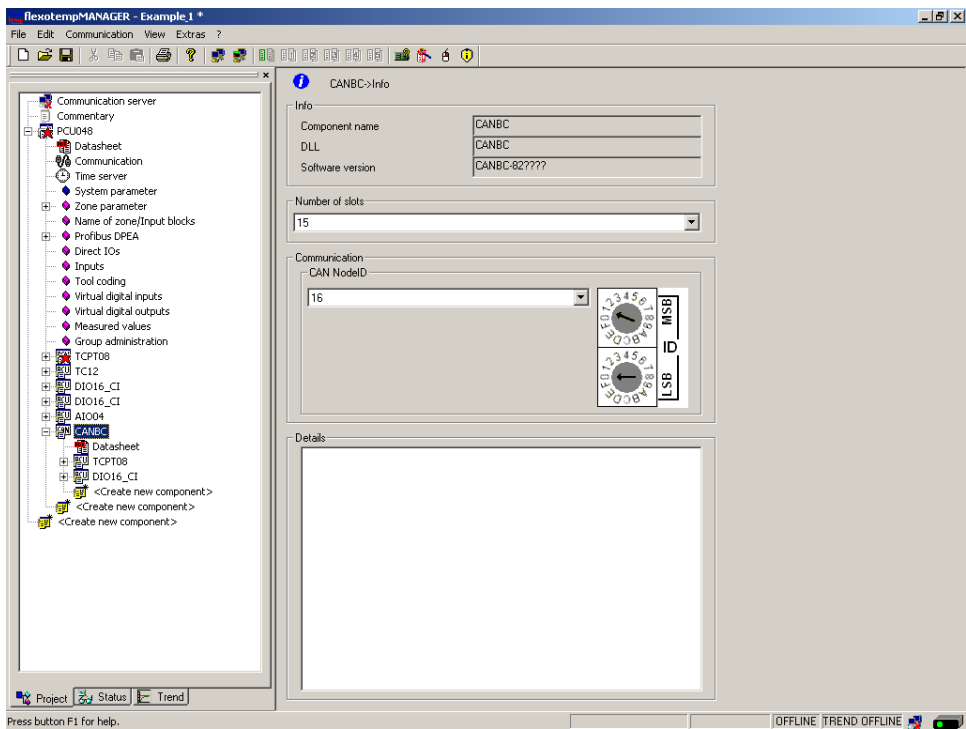 flexotempMANAGER - Example_1 *
File Edit Communication View Extras ?
Communication server
Commentary
PCU048
Datasheet
Communication
Time server
System parameter
Zone parameter
Name of zone/Input blocks
Profibus DPEA
Direct IOs
Inputs
Tool coding
Virtual digital inputs
Virtual digital outputs
Measured values
Group administration
TCPT08
TC12
DIO16_CI
DIO16_CI
AIO04
CANBC
Datasheet
TCPT08
DIO16_CI
<Create new component>
<Create new component>
<Create new component>
Project Status Trend
CANBC->Info
Info
Component name CANBC
DLL CANBC
Software version CANBC-82????
Number of slots
15
Communication
CAN NodeID
16
MSB
ID
LSB
Details
Press button F1 for help.
OFFLINE TREND OFFLINE